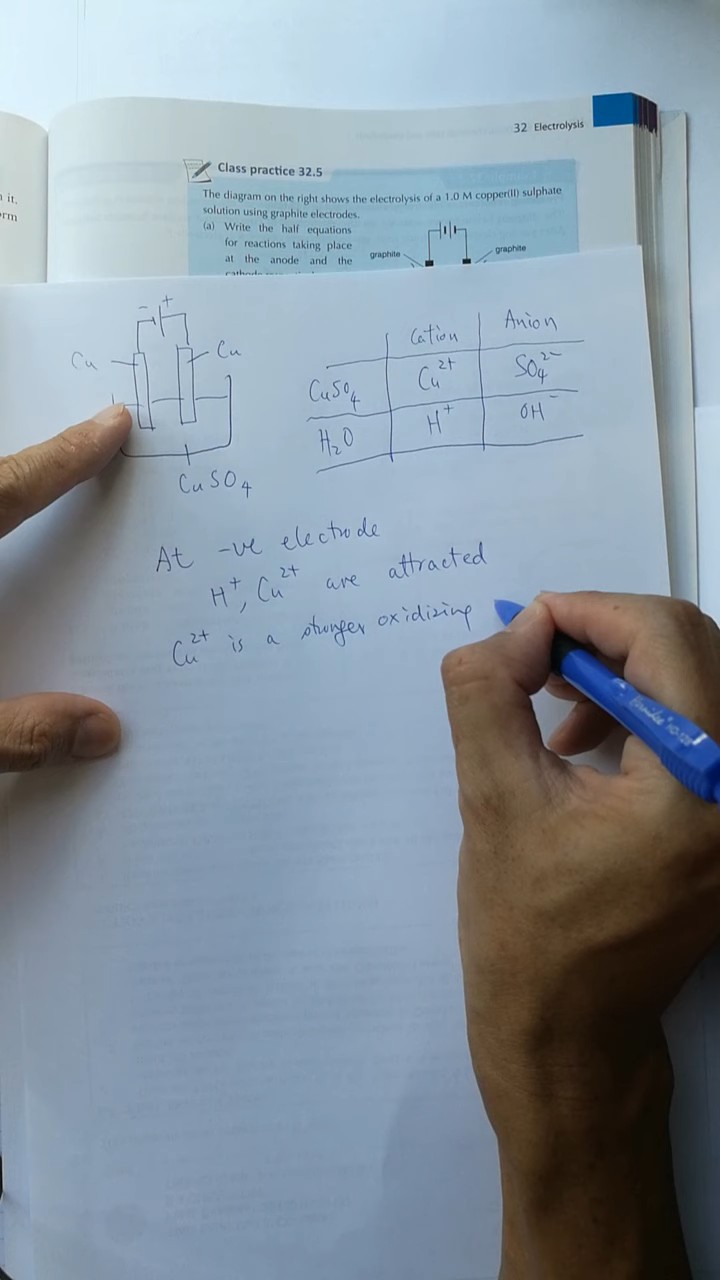 32 Electrolysis
it.
orm
Class practice 32.5
The diagram on the right shows the electrolysis of a 1.0 M copper(II) sulphate
solution using graphite electrodes.
(a) Write the half equations
for reactions taking place
at the anode and the
graphite
graphite
- +
Cu
Cu
CuSO₄
Cation Anion
CuSO₄ Cu²⁺ SO₄²⁻
H₂O H⁺ OH⁻
At -ve electrode
H⁺, Cu²⁺ are attracted
Cu²⁺ is a stronger oxidizing